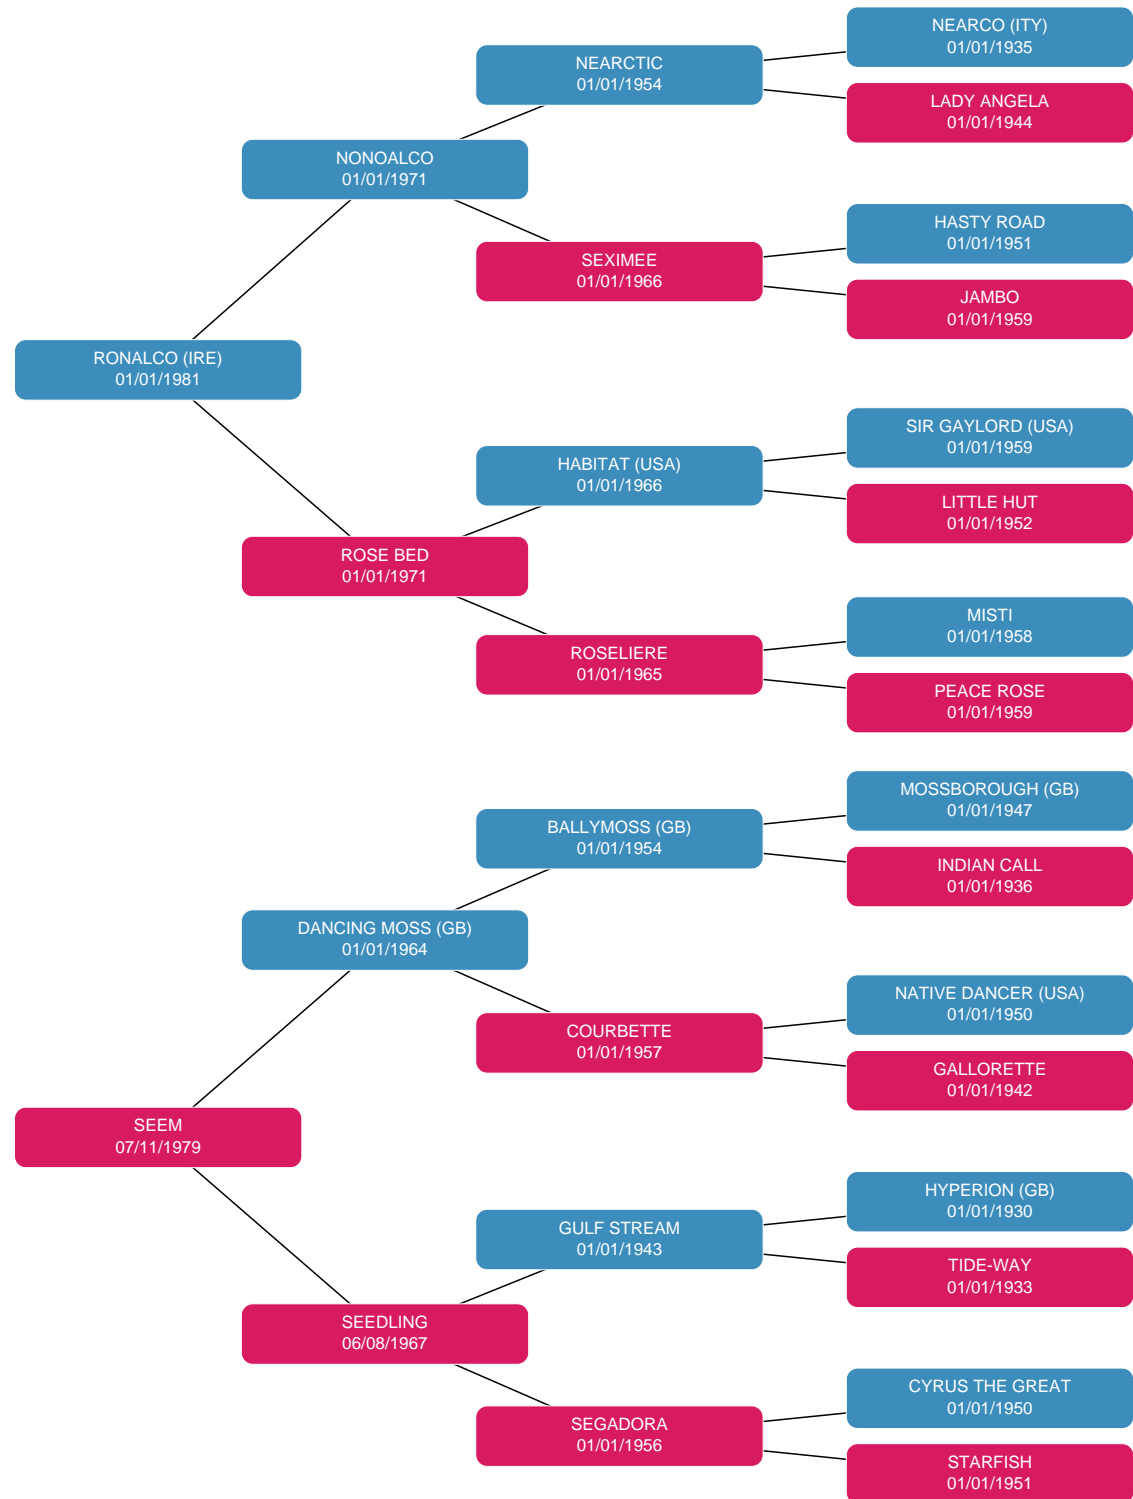 NEARCO (ITY)
01/01/1935
NEARCTIC
01/01/1954
LADY ANGELA
01/01/1944
NONOALCO
01/01/1971
HASTY ROAD
01/01/1951
SEXIMEE
01/01/1966
JAMBO
01/01/1959
RONALCO (IRE)
01/01/1981
SIR GAYLORD (USA)
01/01/1959
HABITAT (USA)
01/01/1966
LITTLE HUT
01/01/1952
ROSE BED
01/01/1971
MISTI
01/01/1958
ROSELIERE
01/01/1965
PEACE ROSE
01/01/1959
MOSSBOROUGH (GB)
01/01/1947
BALLYMOSS (GB)
01/01/1954
INDIAN CALL
01/01/1936
DANCING MOSS (GB)
01/01/1964
NATIVE DANCER (USA)
01/01/1950
COURBETTE
01/01/1957
GALLORETTE
01/01/1942
SEEM
07/11/1979
HYPERION (GB)
01/01/1930
GULF STREAM
01/01/1943
TIDE-WAY
01/01/1933
SEEDLING
06/08/1967
CYRUS THE GREAT
01/01/1950
SEGADORA
01/01/1956
STARFISH
01/01/1951